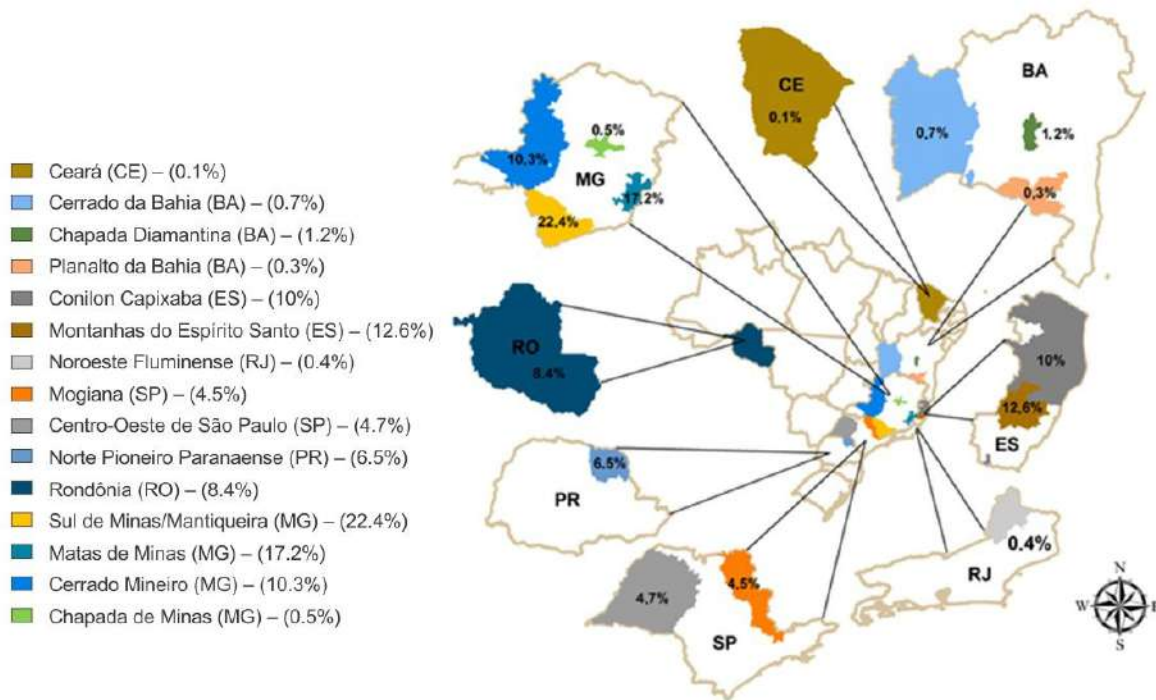 Ceará (CE) – (0.1%)
Cerrado da Bahia (BA) – (0.7%)
Chapada Diamantina (BA) – (1.2%)
Planalto da Bahia (BA) – (0.3%)
Conilon Capixaba (ES) – (10%)
Montanhas do Espírito Santo (ES) – (12.6%)
Noroeste Fluminense (RJ) – (0.4%)
Mogiana (SP) – (4.5%)
Centro-Oeste de São Paulo (SP) – (4.7%)
Norte Pioneiro Paranaense (PR) – (6.5%)
Rondônia (RO) – (8.4%)
Sul de Minas/Mantiqueira (MG) – (22.4%)
Matas de Minas (MG) – (17.2%)
Cerrado Mineiro (MG) – (10.3%)
Chapada de Minas (MG) – (0.5%)
0.5%
10.3%
MG
17.2%
22.4%
CE
0.1%
BA
0.7%
1.2%
0.3%
RO
8.4%
10%
12.6%
ES
6.5%
PR
0.4%
RJ
4.5%
4.7%
SP
N
W
E
S